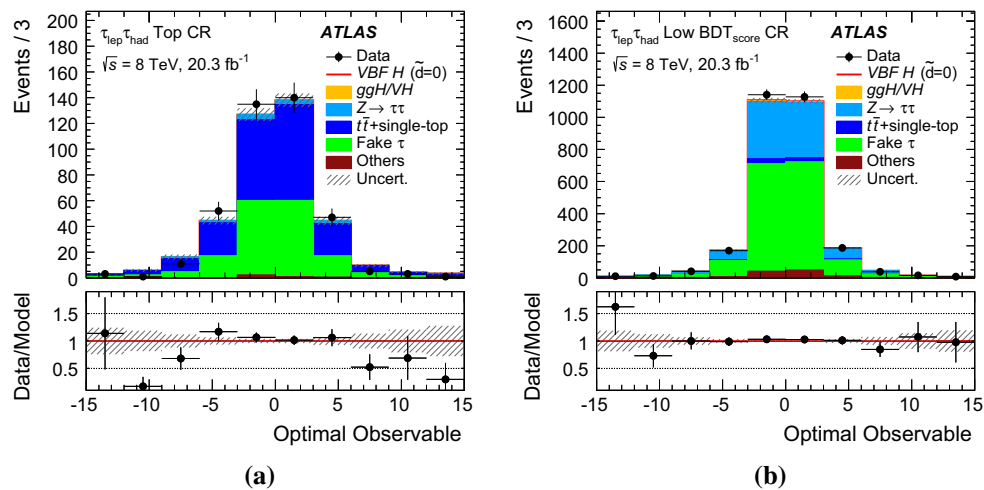 Events / 3
200
180
160
140
120
100
80
60
40
20
0
τlepτhad Top CR
ATLAS
√s = 8 TeV, 20.3 fb-1
Data
VBF H (d̃=0)
ggH/VH
Z→ ττ
tt̄+single-top
Fake τ
Others
Uncert.
Data/Model
1.5
1
0.5
-15 -10 -5 0 5 10 15
Optimal Observable
(a)
Events / 3
1600
1400
1200
1000
800
600
400
200
0
τlepτhad Low BDTscore CR
ATLAS
√s = 8 TeV, 20.3 fb-1
Data
VBF H (d̃=0)
ggH/VH
Z→ ττ
tt̄+single-top
Fake τ
Others
Uncert.
Data/Model
1.5
1
0.5
-15 -10 -5 0 5 10 15
Optimal Observable
(b)